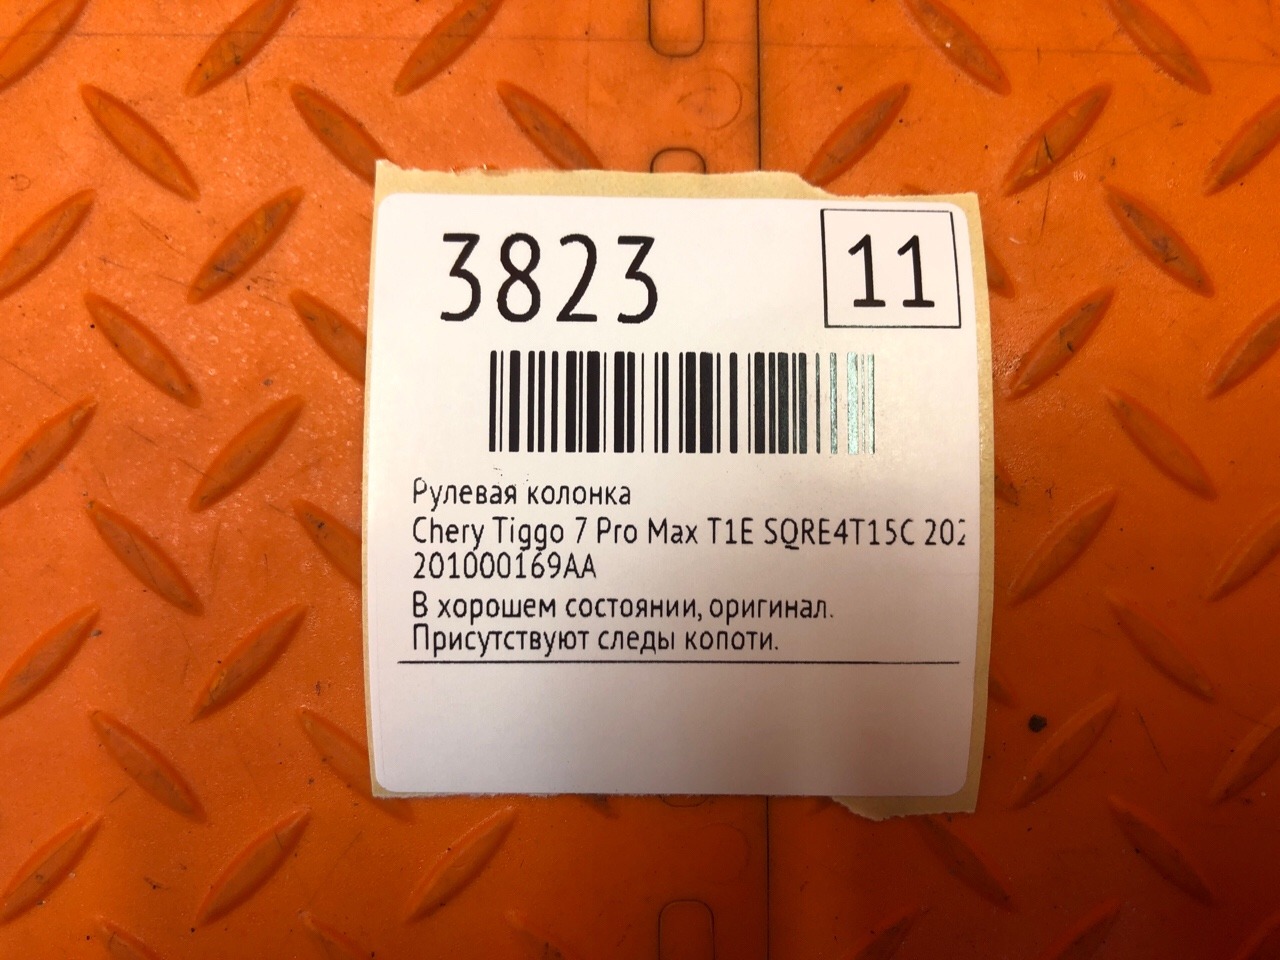 3823
11
Рулевая колонка
Chery Tiggo 7 Pro Max T1E SQRE4T15C 202
201000169AA
В хорошем состоянии, оригинал.
Присутствуют следы копоти.